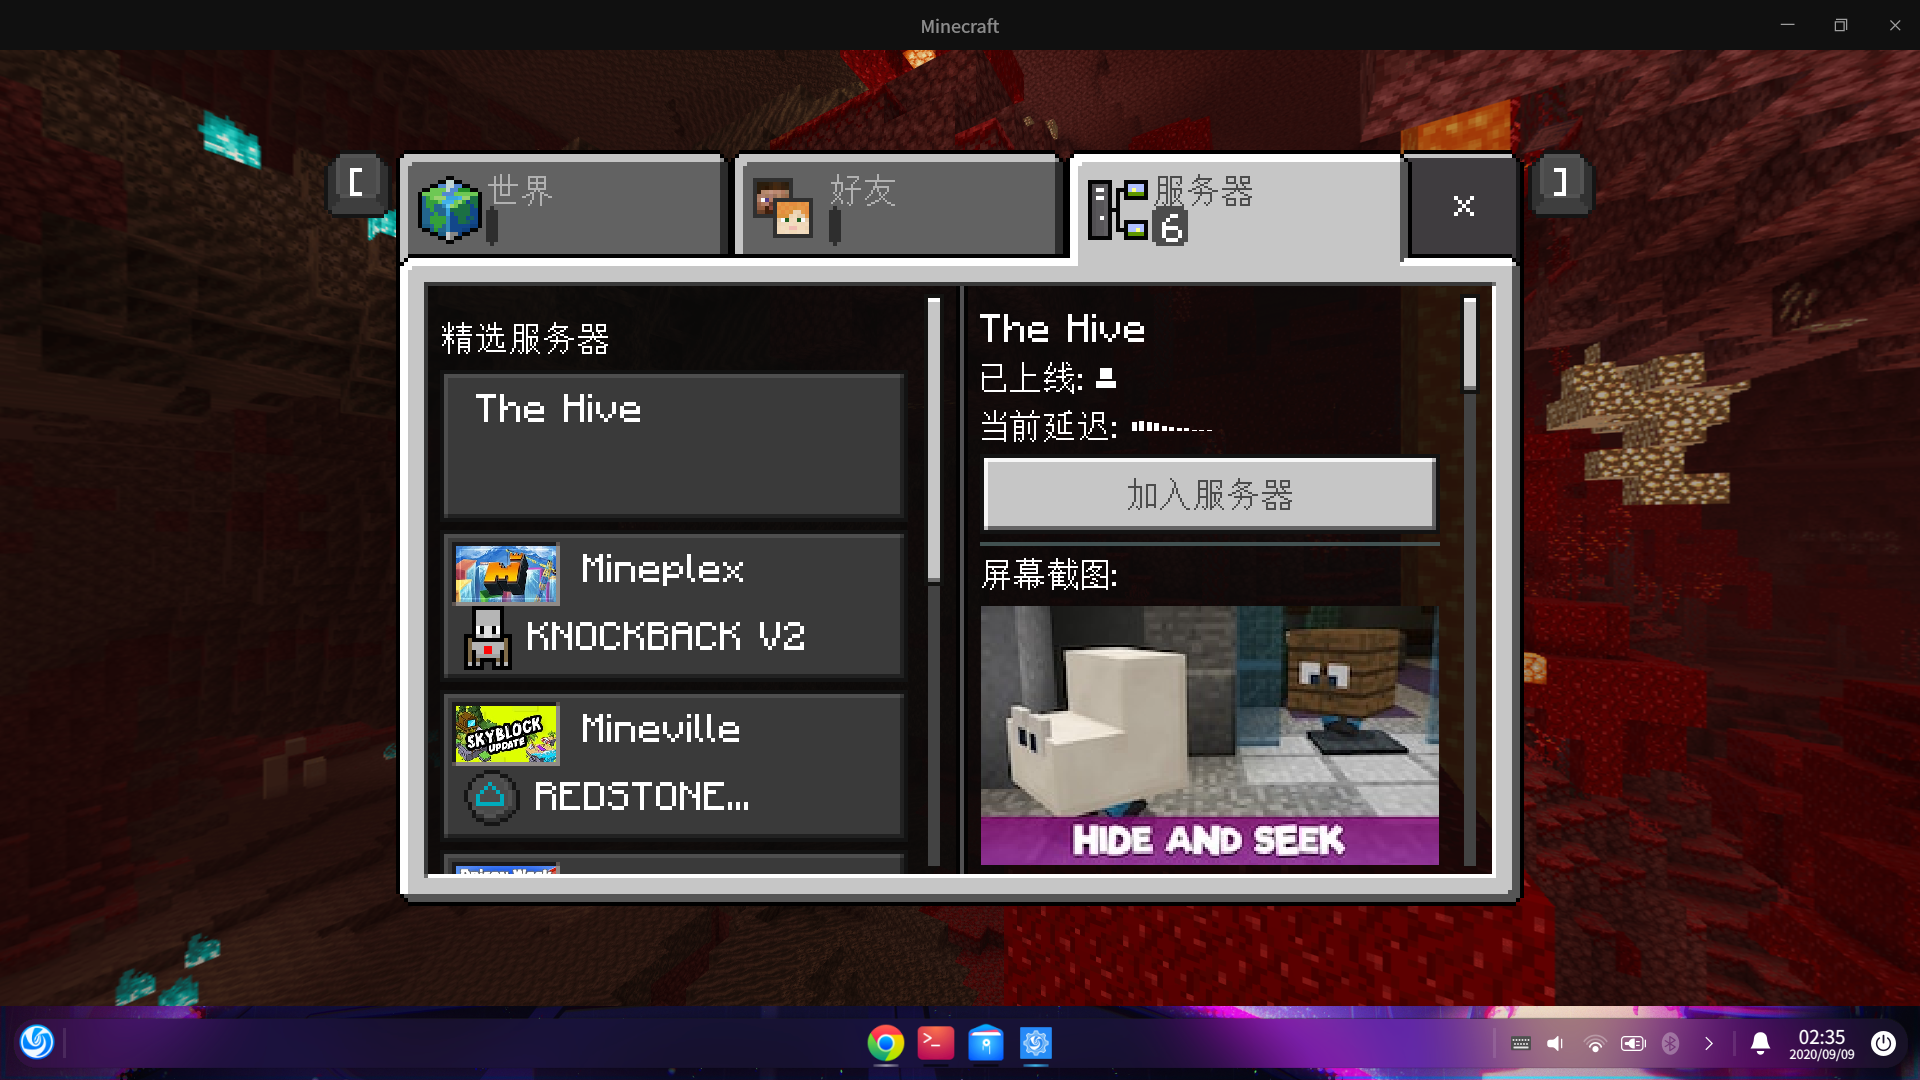 Minecraft
[
世界
好友
服务器
6
]
精选服务器
The Hive
Mineplex
KNOCKBACK V2
SKYBLOCK
UPDATE
Mineville
REDSTONE...
The Hive
已上线:
当前延迟:
加入服务器
屏幕截图:
HIDE AND SEEK
02:35
2020/09/09